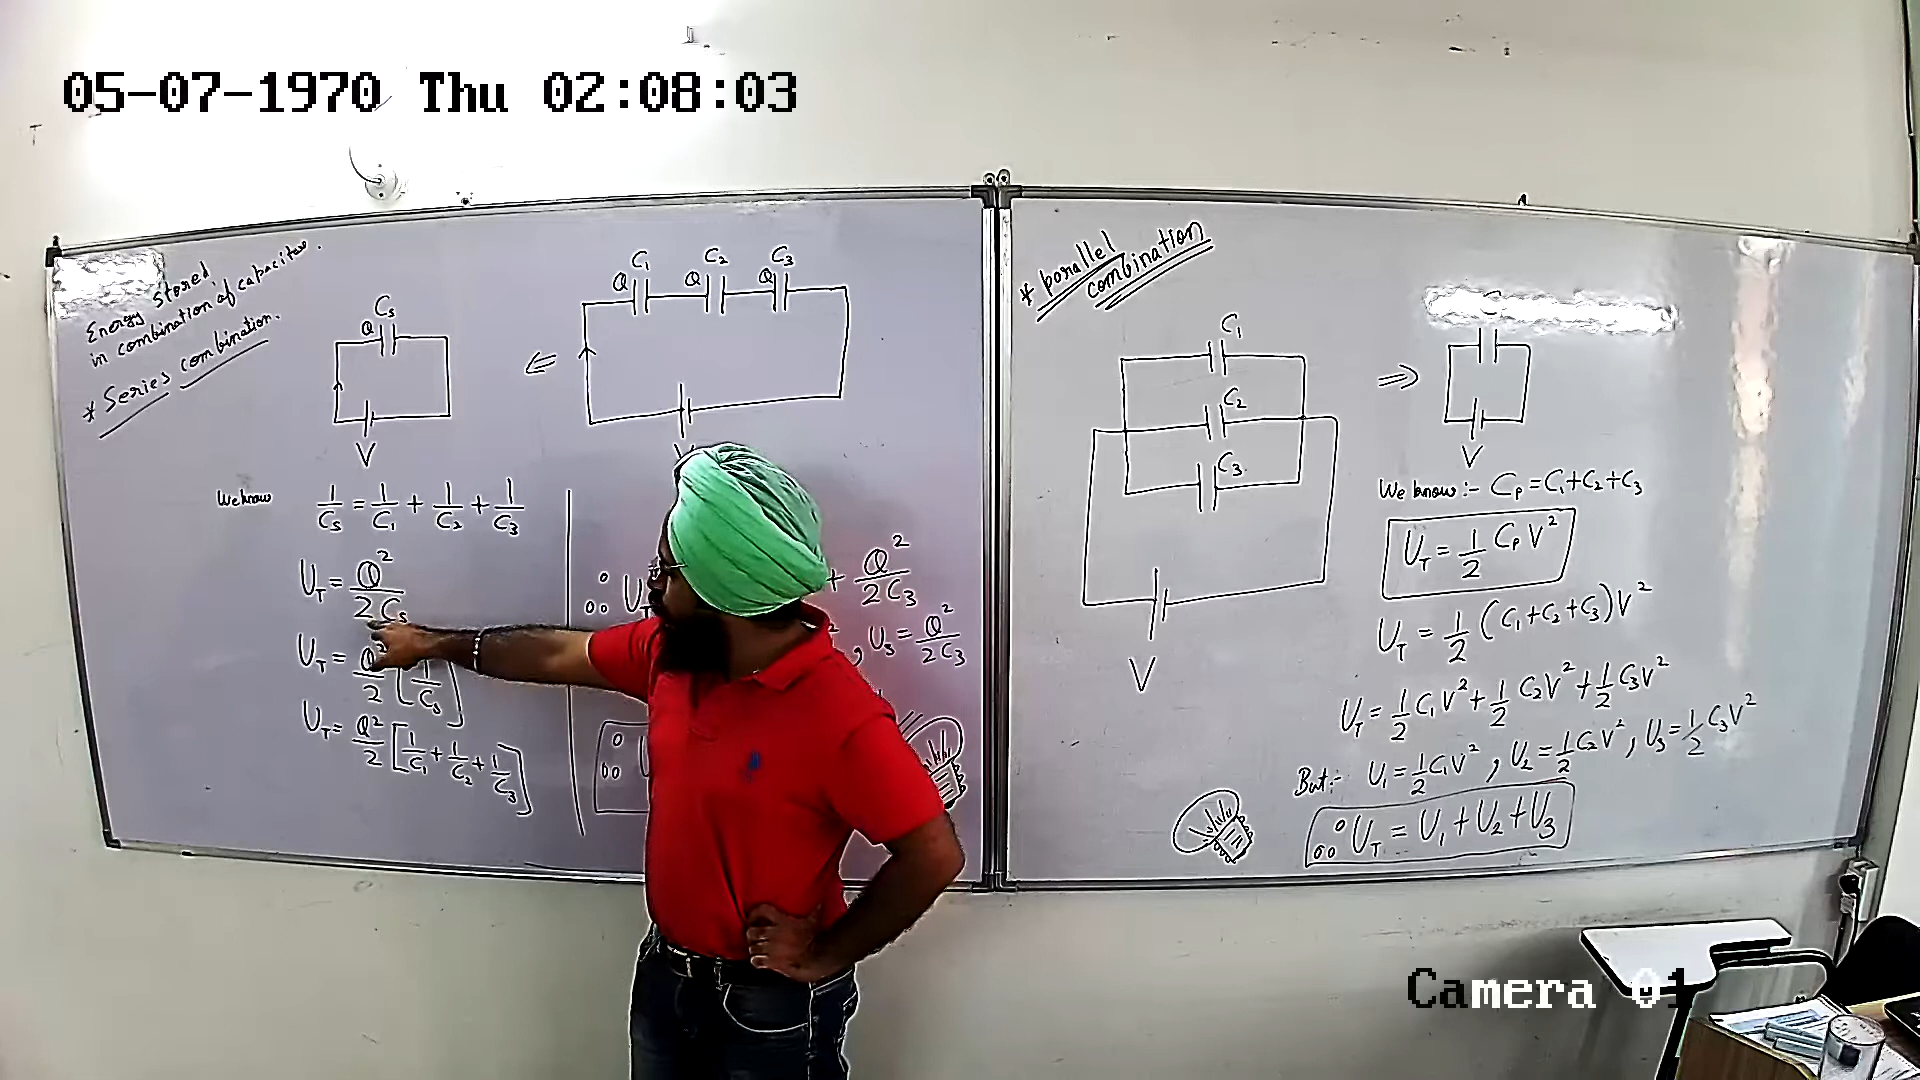 05-07-1970 Thu 02:08:03
Energy stored
in combination of capacitor.
* Series combination.
Cs
Q
V
C1 C2 C3
Q Q Q
⇐
We know 1/Cs = 1/C1 + 1/C2 + 1/C3
UT = Q²/2Cs
UT = Q²/2 [1/Cs]
UT = Q²/2 [1/C1 + 1/C2 + 1/C3]
∴ UT
+ Q²/2C3
, U3 = Q²/2C3
∴ U
* parallel
combination
C1
C2
C3
V
⇒
V
We know :- Cp = C1+C2+C3
UT = 1/2 Cp V²
UT = 1/2 (C1+C2+C3)V²
UT = 1/2 C1V² + 1/2 C2V² + 1/2 C3V²
But:- U1 = 1/2 C1V² , U2 = 1/2 C2V² , U3 = 1/2 C3V²
∴ UT = U1 + U2 + U3
Camera 01